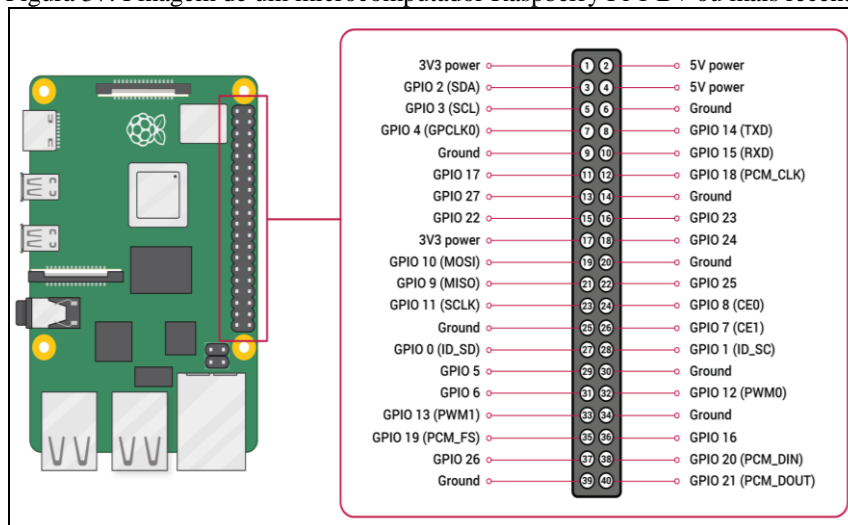 Figura Pinagem de um microcomputador Raspberry Pi ou mais
3V3 power 1 2 5V power
GPIO 2 (SDA) 3 4 5V power
GPIO 3 (SCL) 5 6 Ground
GPIO 4 (GPCLK0) 7 8 GPIO 14 (TXD)
Ground 9 10 GPIO 15 (RXD)
GPIO 17 11 12 GPIO 18 (PCM_CLK)
GPIO 27 13 14 Ground
GPIO 22 15 16 GPIO 23
3V3 power 17 18 GPIO 24
GPIO 10 (MOSI) 19 20 Ground
GPIO 9 (MISO) 21 22 GPIO 25
GPIO 11 (SCLK) 23 24 GPIO 8 (CE0)
Ground 25 26 GPIO 7 (CE1)
GPIO 0 (ID_SD) 27 28 GPIO 1 (ID_SC)
GPIO 5 29 30 Ground
GPIO 6 31 32 GPIO 12 (PWM0)
GPIO 13 (PWM1) 33 34 Ground
GPIO 19 (PCM_FS) 35 36 GPIO 16
GPIO 26 37 38 GPIO 20 (PCM_DIN)
Ground 39 40 GPIO 21 (PCM_DOUT)